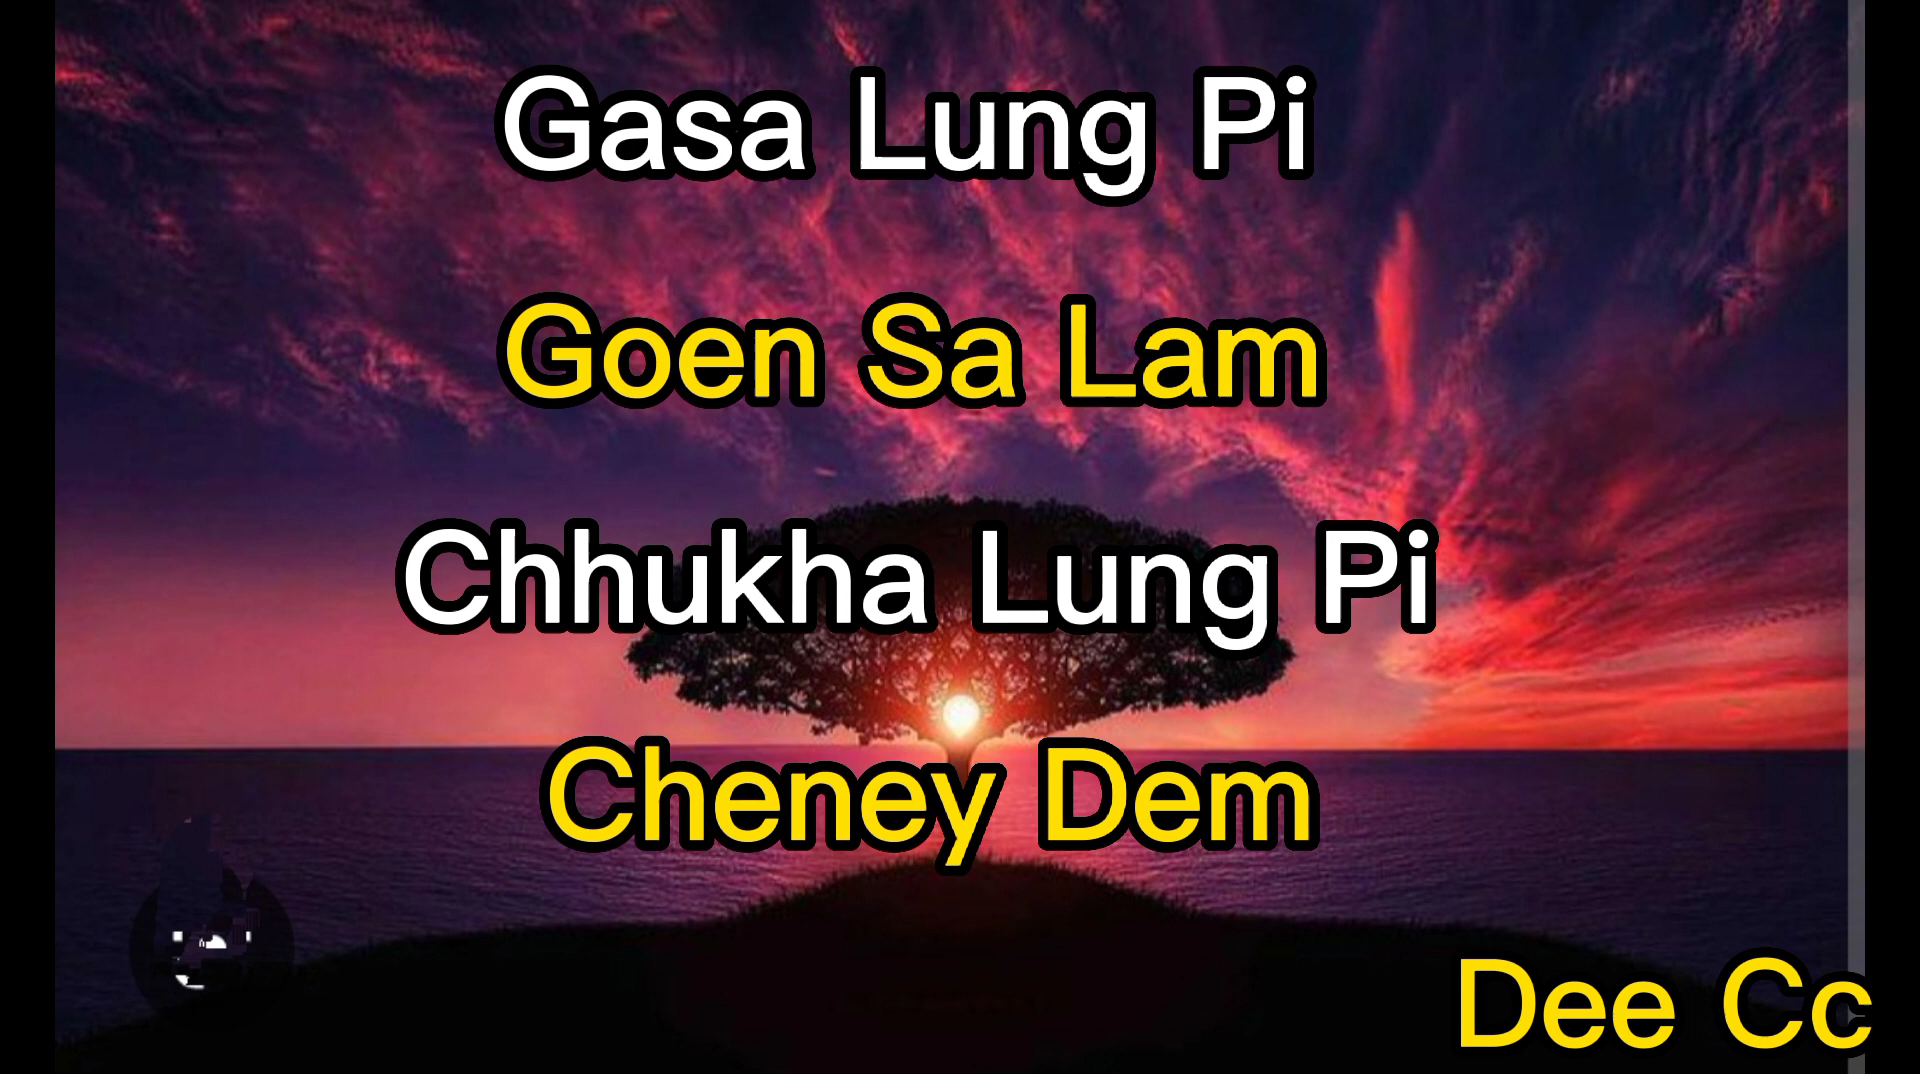 Gasa Lung Pi
Goen Sa Lam
Chhukha Lung Pi
Cheney Dem
Dee Cc